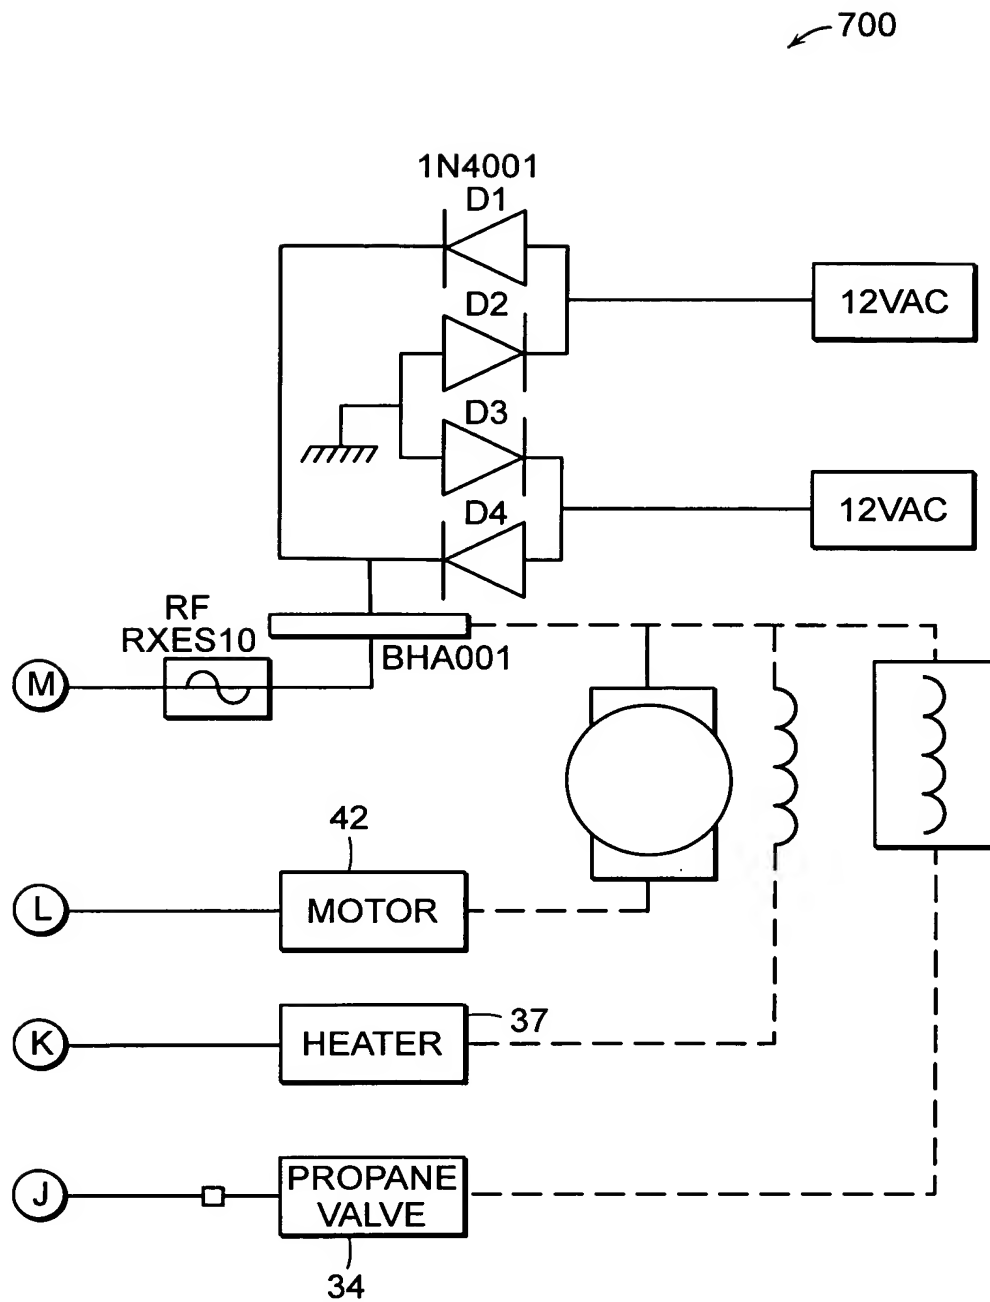 700
1N4001
D1
12VAC
D2
D3
12VAC
D4
RF
RXES10
BHA001
M
42
L
MOTOR
37
K
HEATER
J
PROPANE
VALVE
34